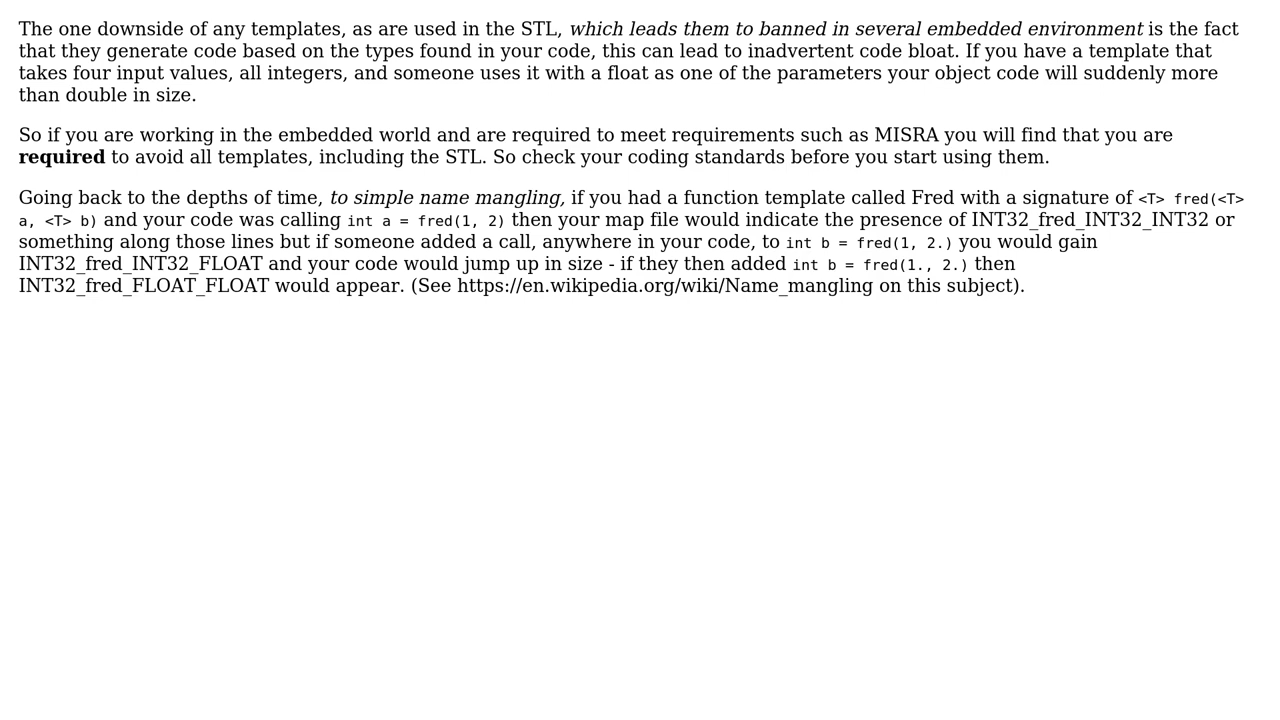 The one downside of any templates, as are used in the STL, which leads them to banned in several embedded environment is the fact
that they generate code based on the types found in your code, this can lead to inadvertent code bloat. If you have a template that
takes four input values, all integers, and someone uses it with a float as one of the parameters your object code will suddenly more
than double in size.
So if you are working in the embedded world and are required to meet requirements such as MISRA you will find that you are
required to avoid all templates, including the STL. So check your coding standards before you start using them.
Going back to the depths of time, to simple name mangling, if you had a function template called Fred with a signature of <T> fred(<T>
a, <T> b) and your code was calling int a = fred(1, 2) then your map file would indicate the presence of INT32_fred_INT32_INT32 or
something along those lines but if someone added a call, anywhere in your code, to int b = fred(1, 2.) you would gain
INT32_fred_INT32_FLOAT and your code would jump up in size - if they then added int b = fred(1., 2.) then
INT32_fred_FLOAT_FLOAT would appear. (See https://en.wikipedia.org/wiki/Name_mangling on this subject).